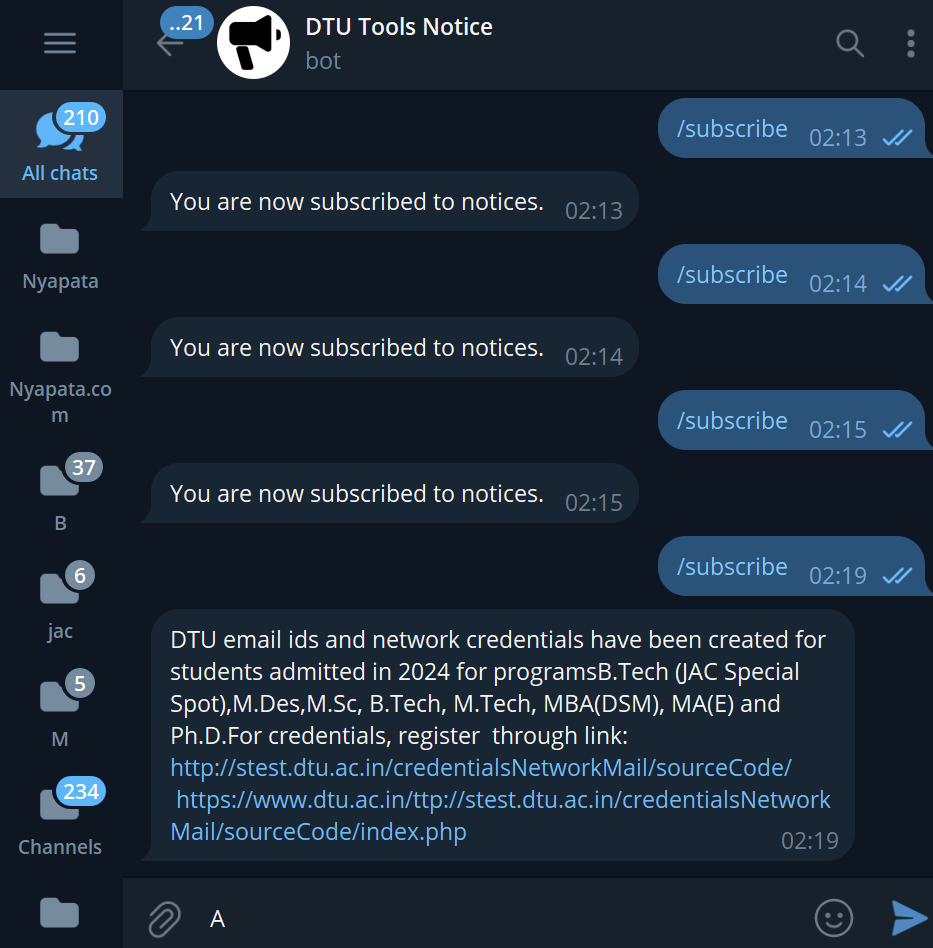 ..21
DTU Tools Notice
bot
210
All chats
Nyapata
Nyapata.co
m
37
B
6
jac
5
M
234
Channels
/subscribe 02:13
You are now subscribed to notices. 02:13
/subscribe 02:14
You are now subscribed to notices. 02:14
/subscribe 02:15
You are now subscribed to notices. 02:15
/subscribe 02:19
DTU email ids and network credentials have been created for
students admitted in 2024 for programsB.Tech (JAC Special
Spot),M.Des,M.Sc, B.Tech, M.Tech, MBA(DSM), MA(E) and
Ph.D.For credentials, register  through link:
http://stest.dtu.ac.in/credentialsNetworkMail/sourceCode/
https://www.dtu.ac.in/ttp://stest.dtu.ac.in/credentialsNetwork
Mail/sourceCode/index.php
02:19
A